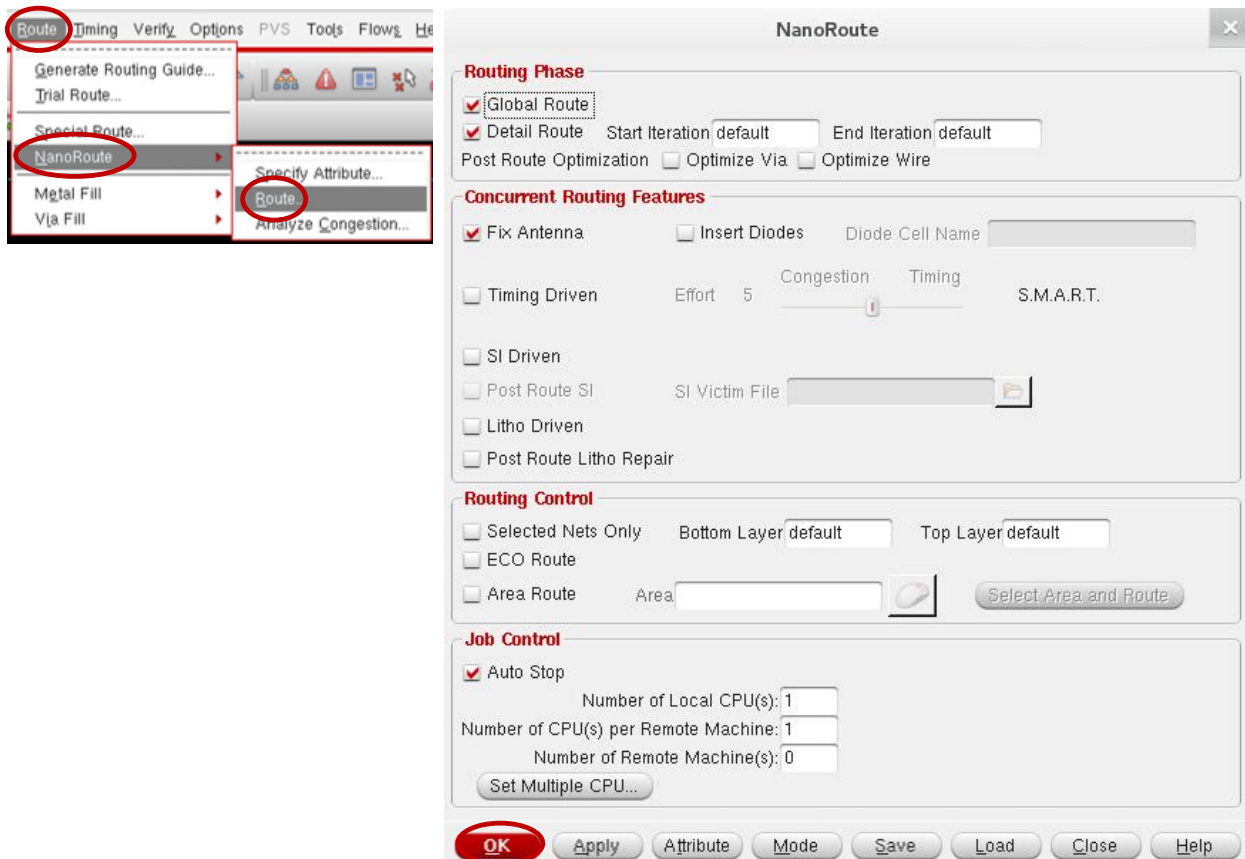 Route Timing Verify Options PVS Tools Flows He
Generate Routing Guide...
Trial Route...
Special Route...
NanoRoute
Metal Fill
Via Fill
Specify Attribute...
Route...
Analyze Congestion...
NanoRoute
Routing Phase
Global Route
Detail Route Start Iteration default End Iteration default
Post Route Optimization Optimize Via Optimize Wire
Concurrent Routing Features
Fix Antenna Insert Diodes Diode Cell Name
Congestion Timing
Timing Driven Effort 5 S.M.A.R.T.
SI Driven
Post Route SI SI Victim File
Litho Driven
Post Route Litho Repair
Routing Control
Selected Nets Only Bottom Layer default Top Layer default
ECO Route
Area Route Area Select Area and Route
Job Control
Auto Stop
Number of Local CPU(s): 1
Number of CPU(s) per Remote Machine: 1
Number of Remote Machine(s): 0
Set Multiple CPU...
OK Apply Attribute Mode Save Load Close Help